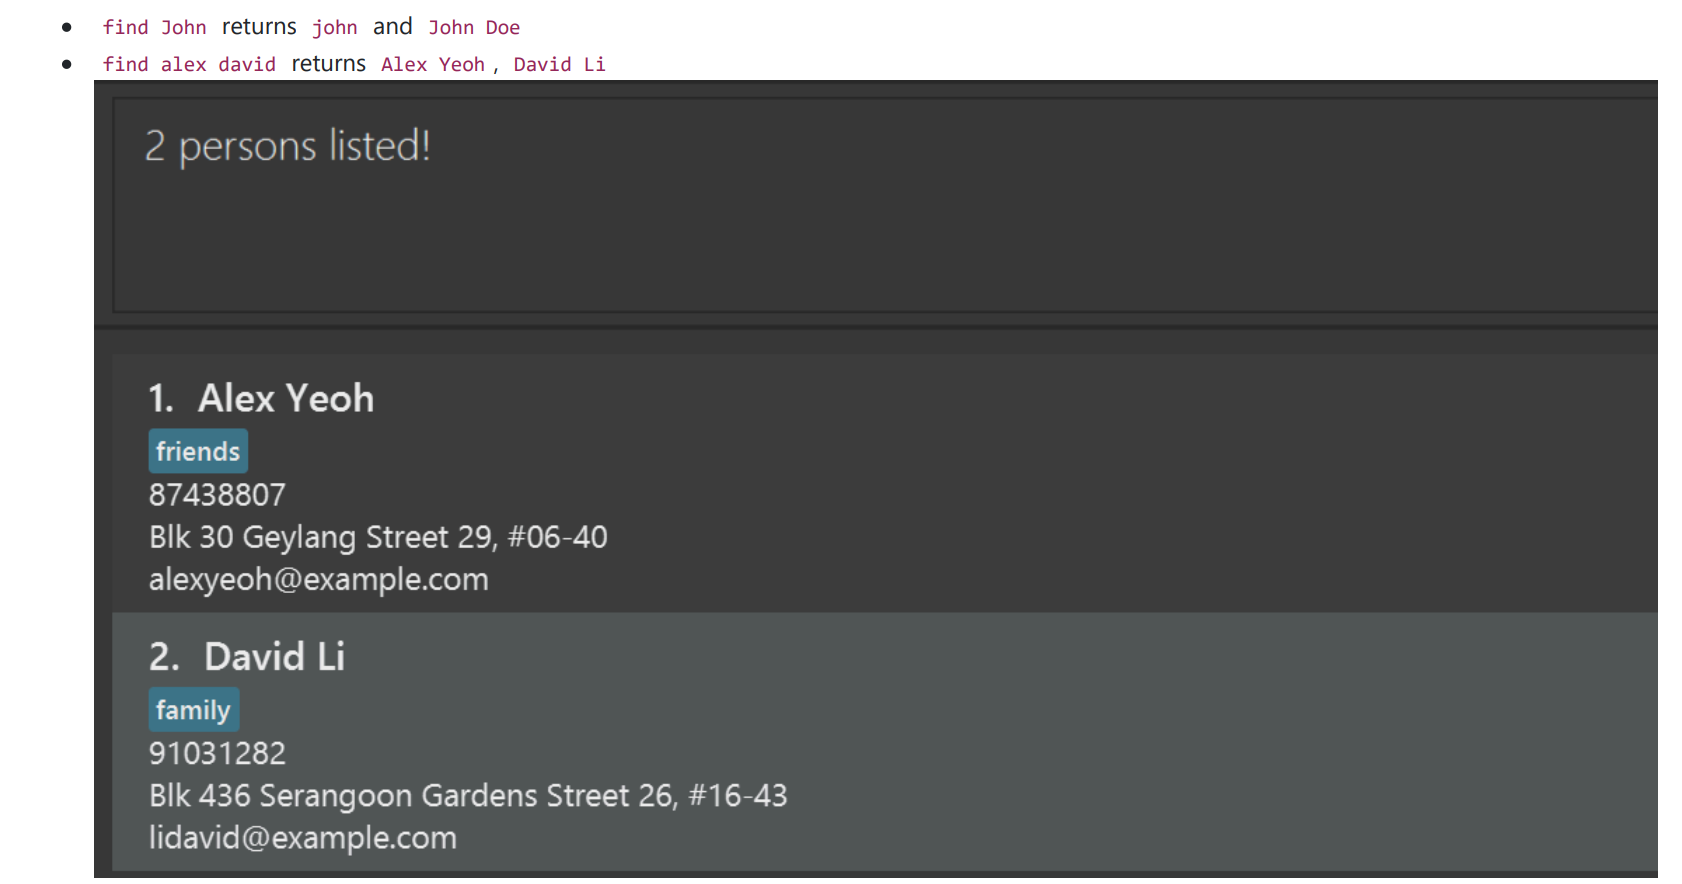 find John returns john and John Doe
find alex david returns Alex Yeoh, David Li
2 persons listed!
1. Alex Yeoh
friends
87438807
Blk 30 Geylang Street 29, #06-40
alexyeoh@example.com
2. David Li
family
91031282
Blk 436 Serangoon Gardens Street 26, #16-43
lidavid@example.com